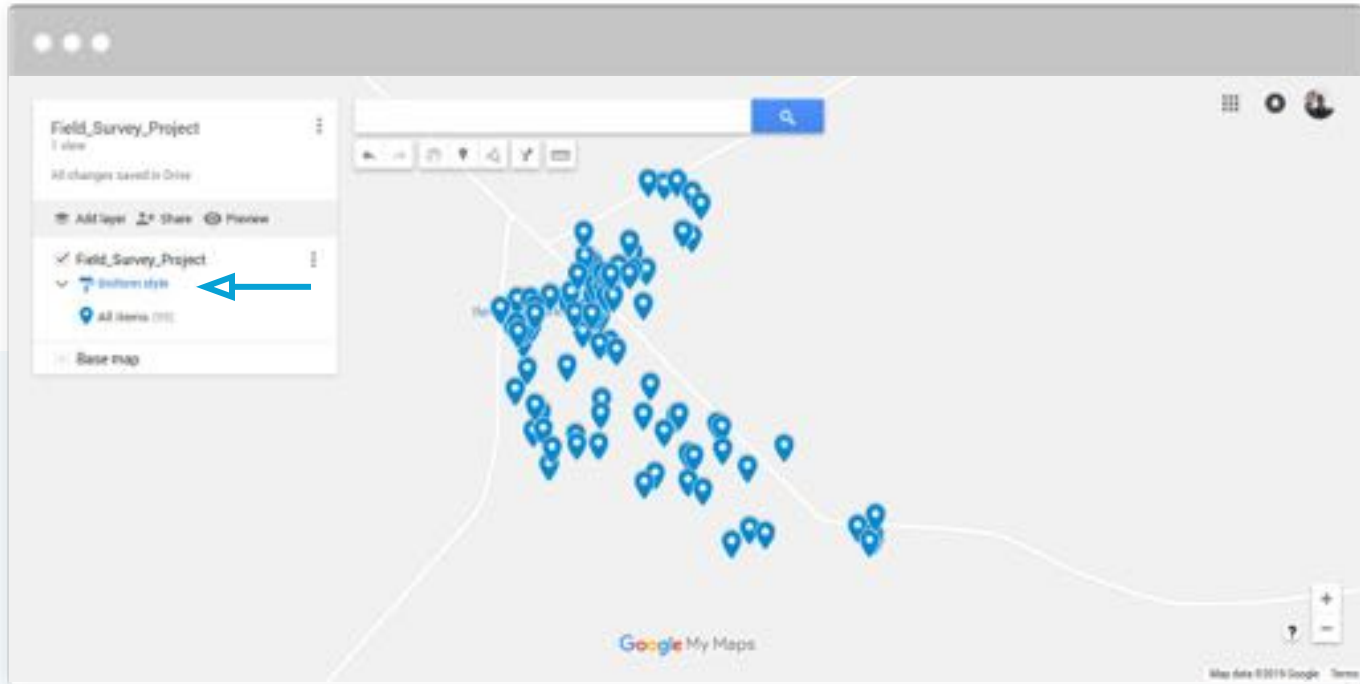 Field_Survey_Project
1 view
All changes saved in Drive
Add layer Share Preview
Field_Survey_Project
Uniform style
All items
Base map
Google My Maps
?
+
−
Map data ©2019 Google Terms